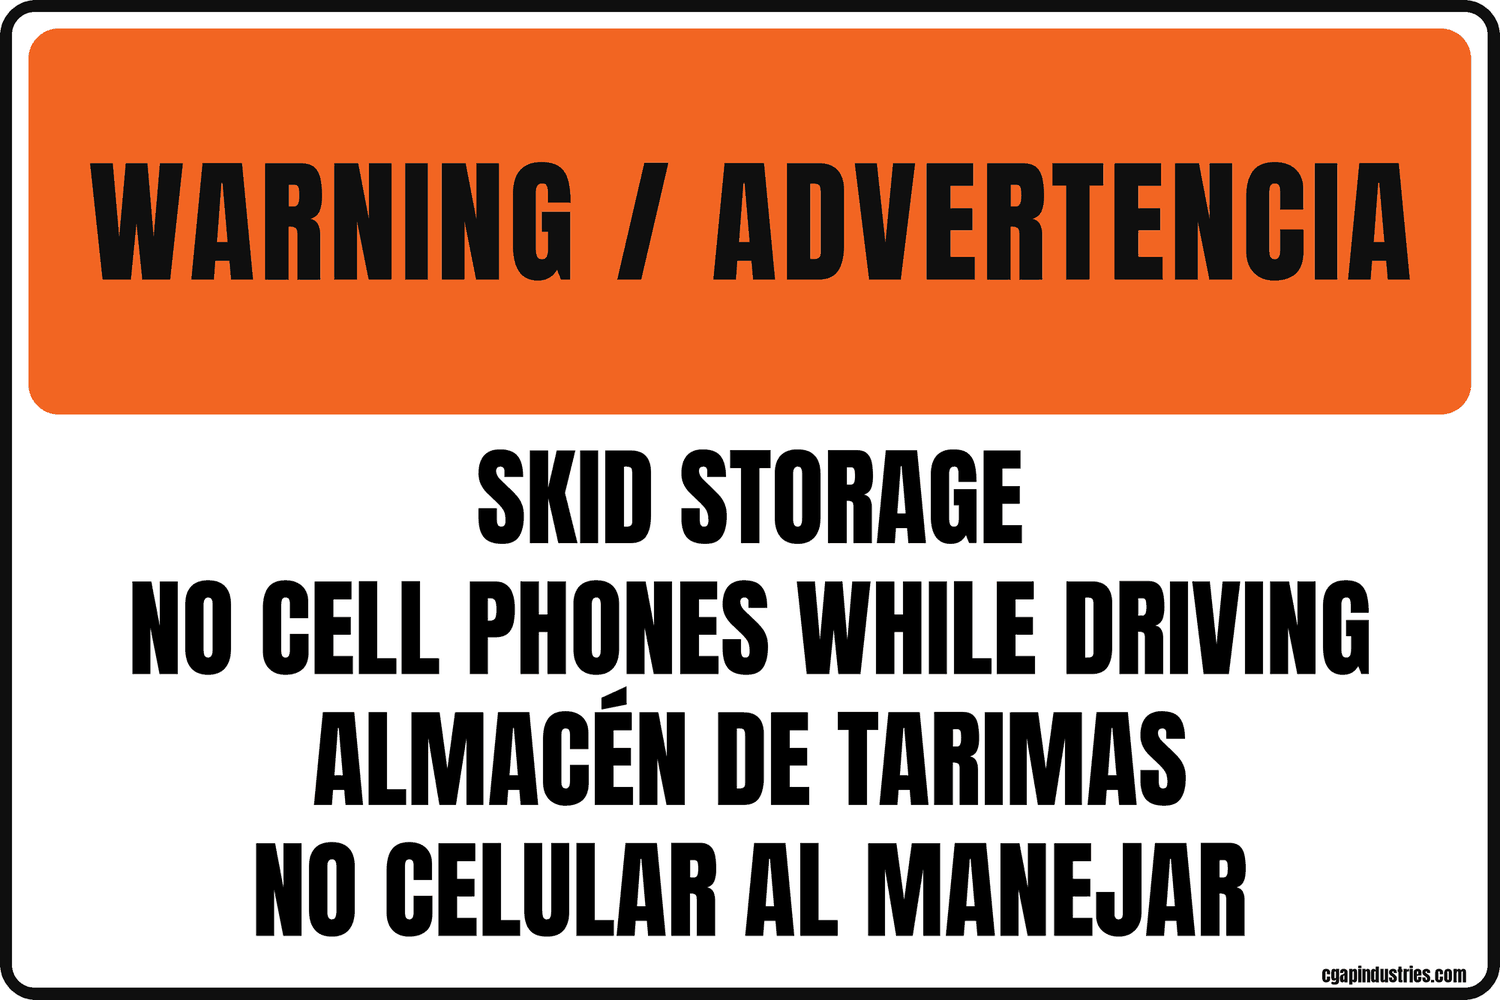 WARNING / ADVERTENCIA
SKID STORAGE
NO CELL PHONES WHILE DRIVING
ALMACÉN DE TARIMAS
NO CELULAR AL MANEJAR
cgapindustries.com